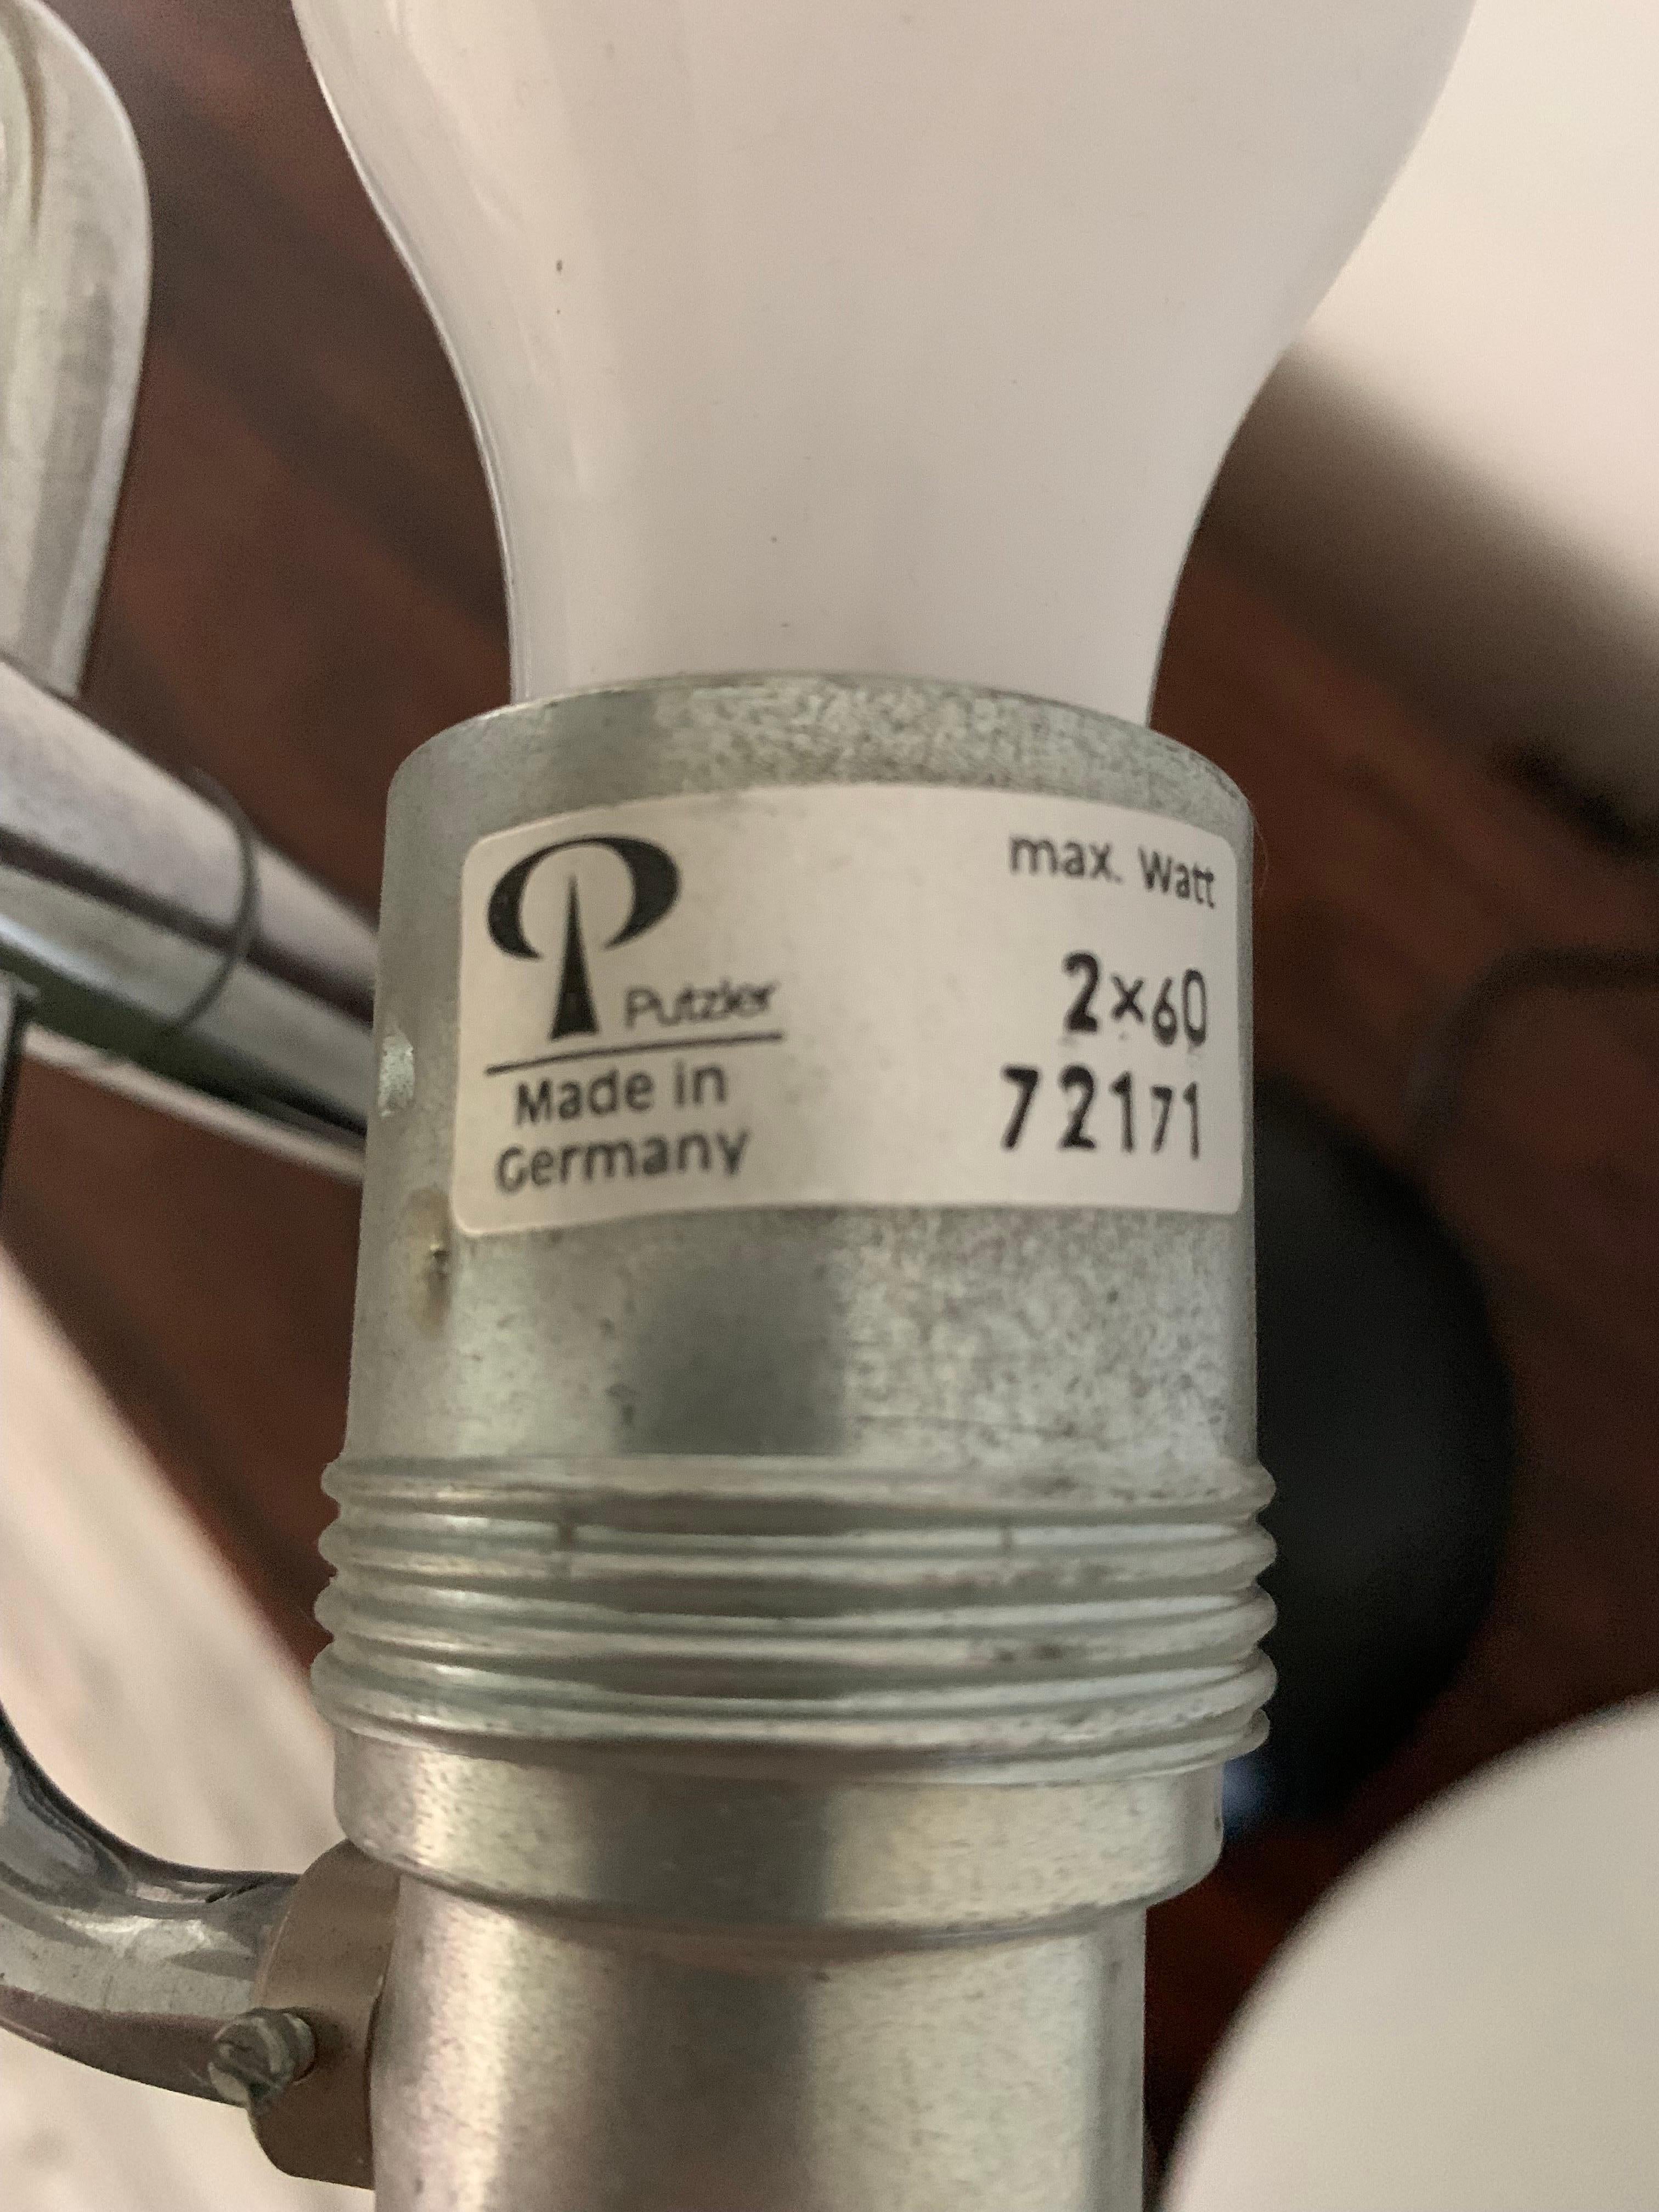 Putzler
Made in
Germany
max. Watt
2×60
72171